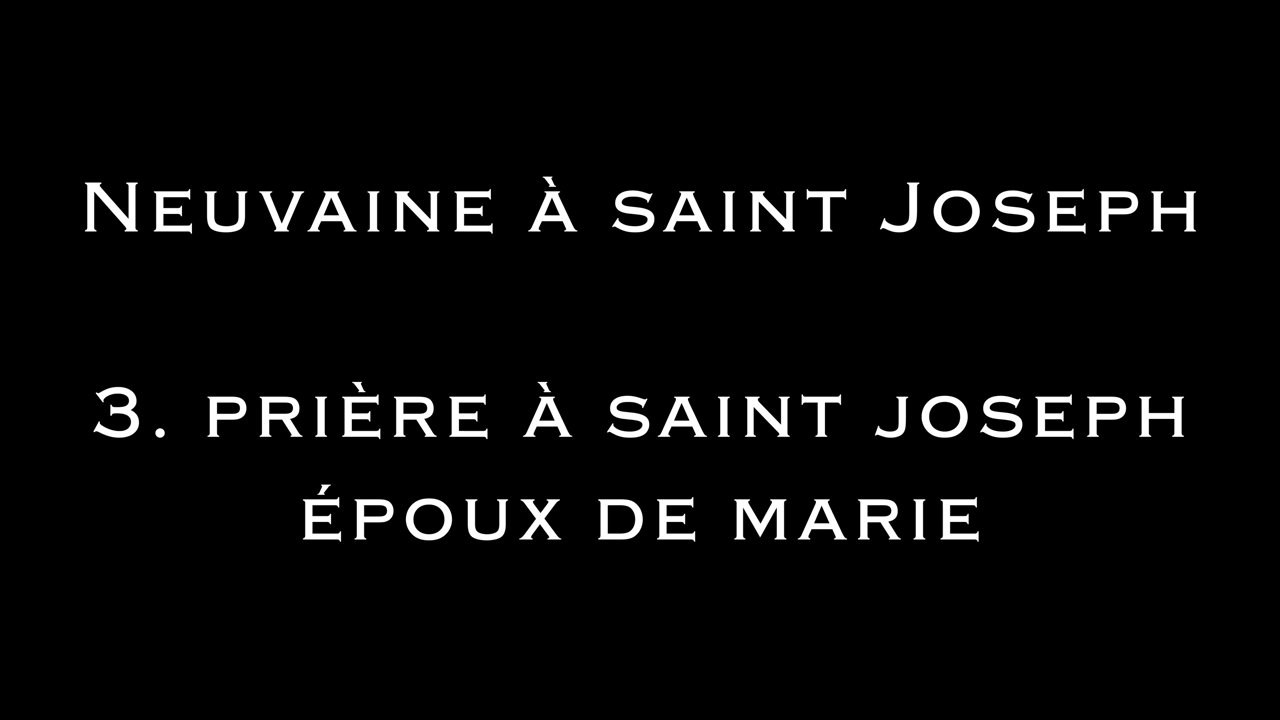 Neuvaine à saint Joseph
3. prière à saint joseph
époux de marie